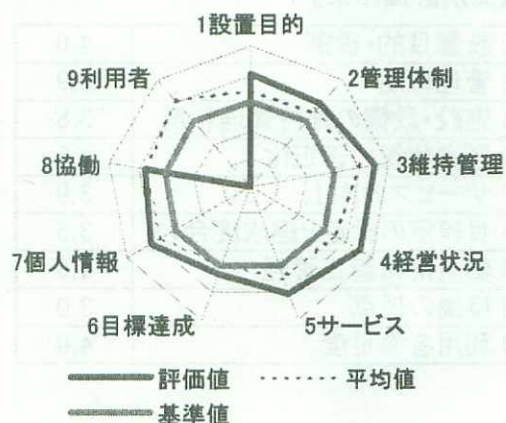 1設置目的
2管理体制
3維持管理
4経営状況
5サービス
6目標達成
7個人情報
8協働
9利用者
評価値
平均値
基準値